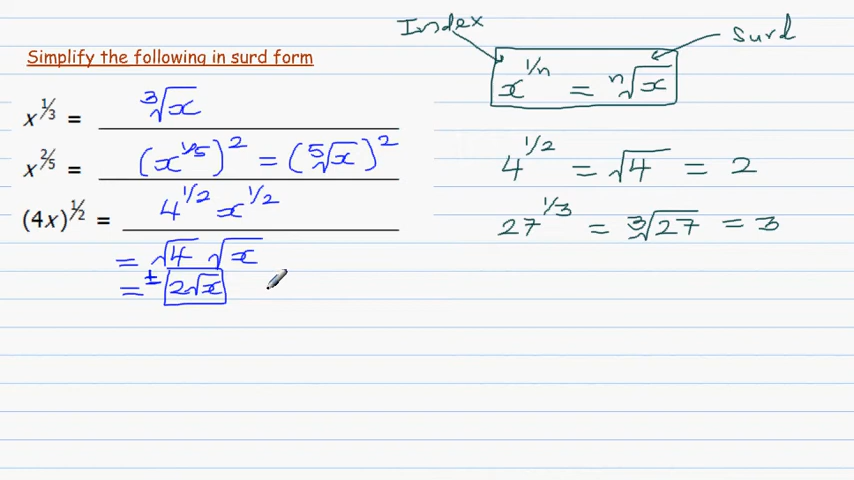 Index
surd
Simplify the following in surd form
x^{1/n} = ⁿ√x
x^{1/3} = ³√x
x^{2/5} = (x^{1/5})^2 = (⁵√x)^2
4^{1/2} = √4 = 2
(4x)^{1/2} = 4^{1/2} x^{1/2}
27^{1/3} = ³√27 = 3
= √4 √x
= ± 2√x